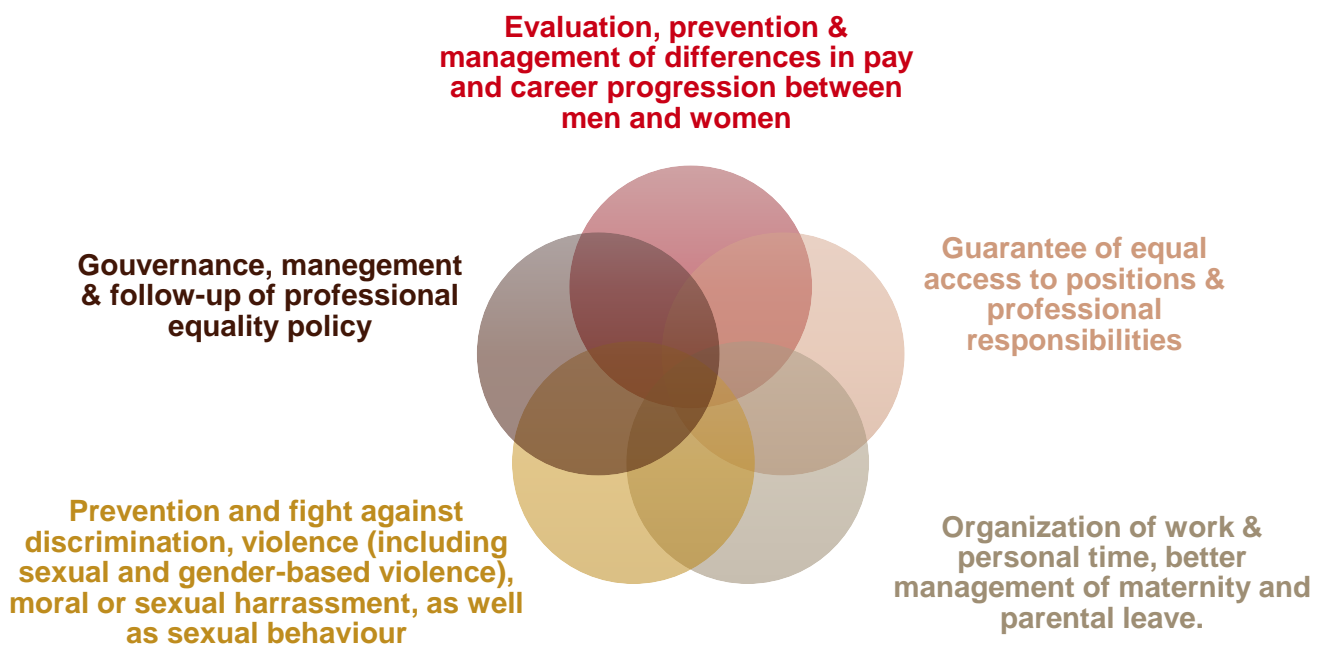 Evaluation, prevention &
management of differences in pay
and career progression between
men and women
Guarantee of equal
access to positions &
professional
responsibilities
Organization of work &
personal time, better
management of maternity and
parental leave.
Prevention and fight against
discrimination, violence (including
sexual and gender-based violence),
moral or sexual harrassment, as well
as sexual behaviour
Gouvernance, manegement
& follow-up of professional
equality policy